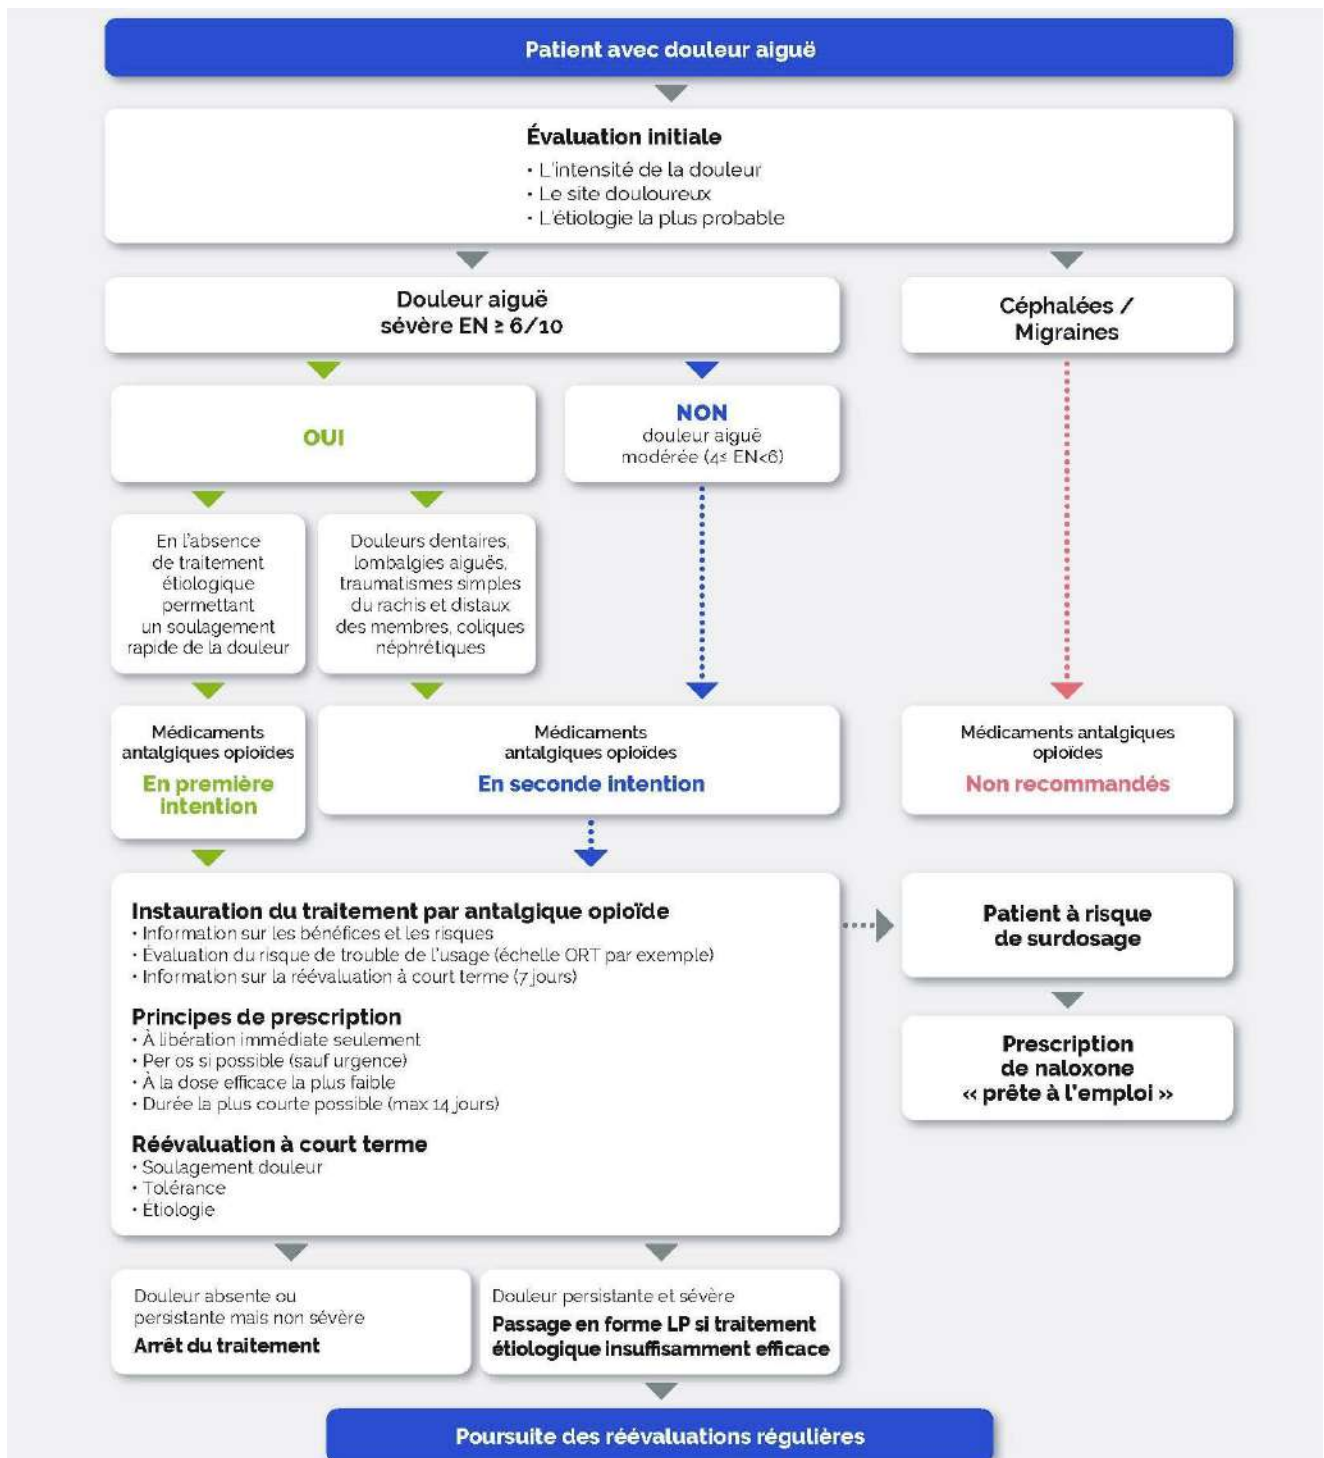 Patient avec douleur aiguë
Évaluation initiale
• L'intensité de la douleur
• Le site douloureux
• L'étiologie la plus probable
Douleur aiguë
sévère EN ≥ 6/10
Céphalées /
Migraines
OUI
NON
douleur aiguë
modérée (4≤ EN<6)
En l'absence
de traitement
étiologique
permettant
un soulagement
rapide de la douleur
Douleurs dentaires,
lombalgies aiguës,
traumatismes simples
du rachis et distaux
des membres, coliques
néphrétiques
Médicaments
antalgiques opioïdes
En première
intention
Médicaments
antalgiques opioïdes
En seconde intention
Médicaments antalgiques
opioïdes
Non recommandés
Instauration du traitement par antalgique opioïde
• Information sur les bénéfices et les risques
• Évaluation du risque de trouble de l'usage (échelle ORT par exemple)
• Information sur la réévaluation à court terme (7 jours)
Principes de prescription
• À libération immédiate seulement
• Per os si possible (sauf urgence)
• À la dose efficace la plus faible
• Durée la plus courte possible (max 14 jours)
Réévaluation à court terme
• Soulagement douleur
• Tolérance
• Étiologie
Patient à risque
de surdosage
Prescription
de naloxone
« prête à l'emploi »
Douleur absente ou
persistante mais non sévère
Arrêt du traitement
Douleur persistante et sévère
Passage en forme LP si traitement
étiologique insuffisamment efficace
Poursuite des réévaluations régulières